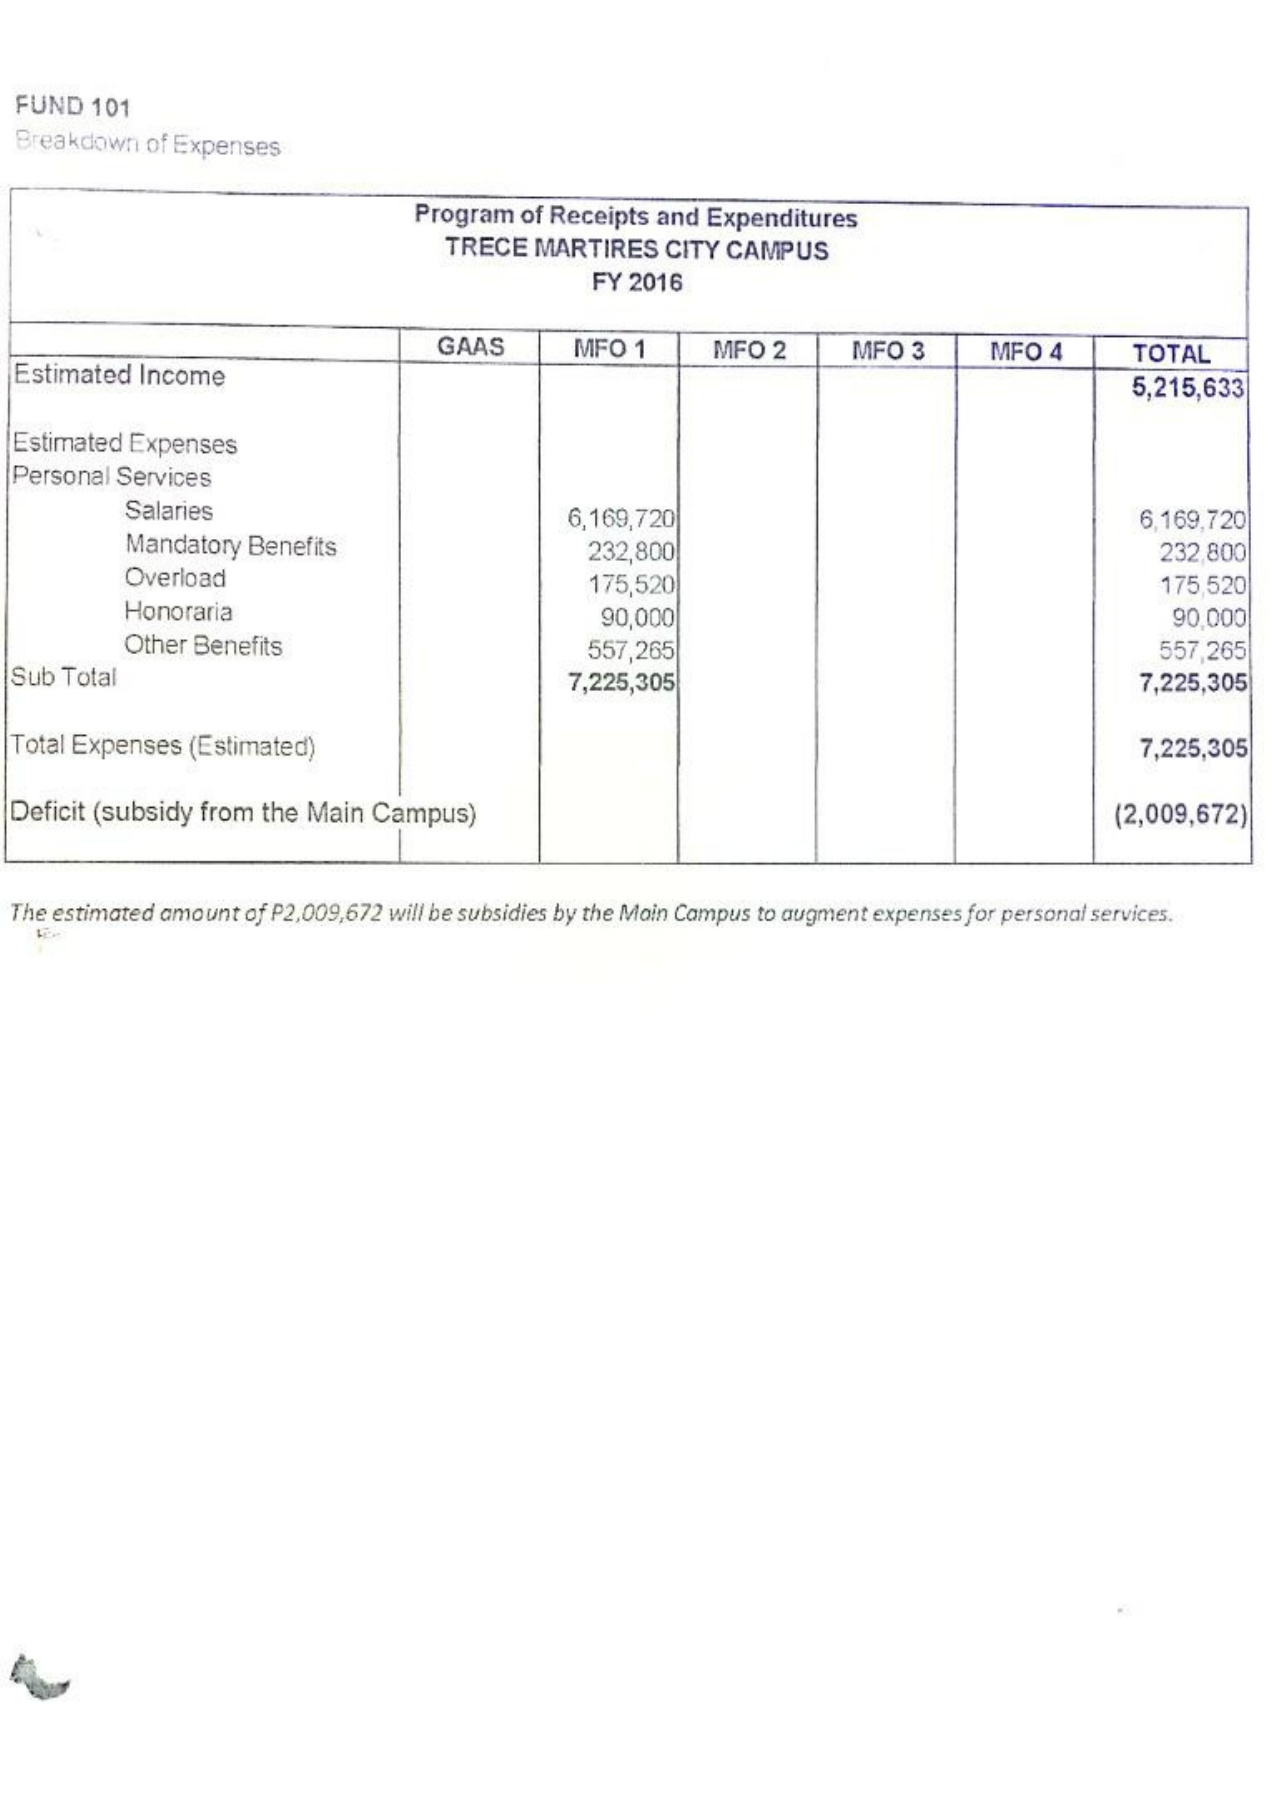 FUND 101
Breakdown of Expenses
Program of Receipts and Expenditures
TRECE MARTIRES CITY CAMPUS
FY 2016
GAAS MFO 1 MFO 2 MFO 3 MFO 4 TOTAL
Estimated Income 5,215,633
Estimated Expenses
Personal Services
Salaries 6,169,720 6,169,720
Mandatory Benefits 232,800 232,800
Overload 175,520 175,520
Honoraria 90,000 90,000
Other Benefits 557,265 557,265
Sub Total 7,225,305 7,225,305
Total Expenses (Estimated) 7,225,305
Deficit (subsidy from the Main Campus) (2,009,672)
The estimated amount of P2,009,672 will be subsidies by the Main Campus to augment expenses for personal services.